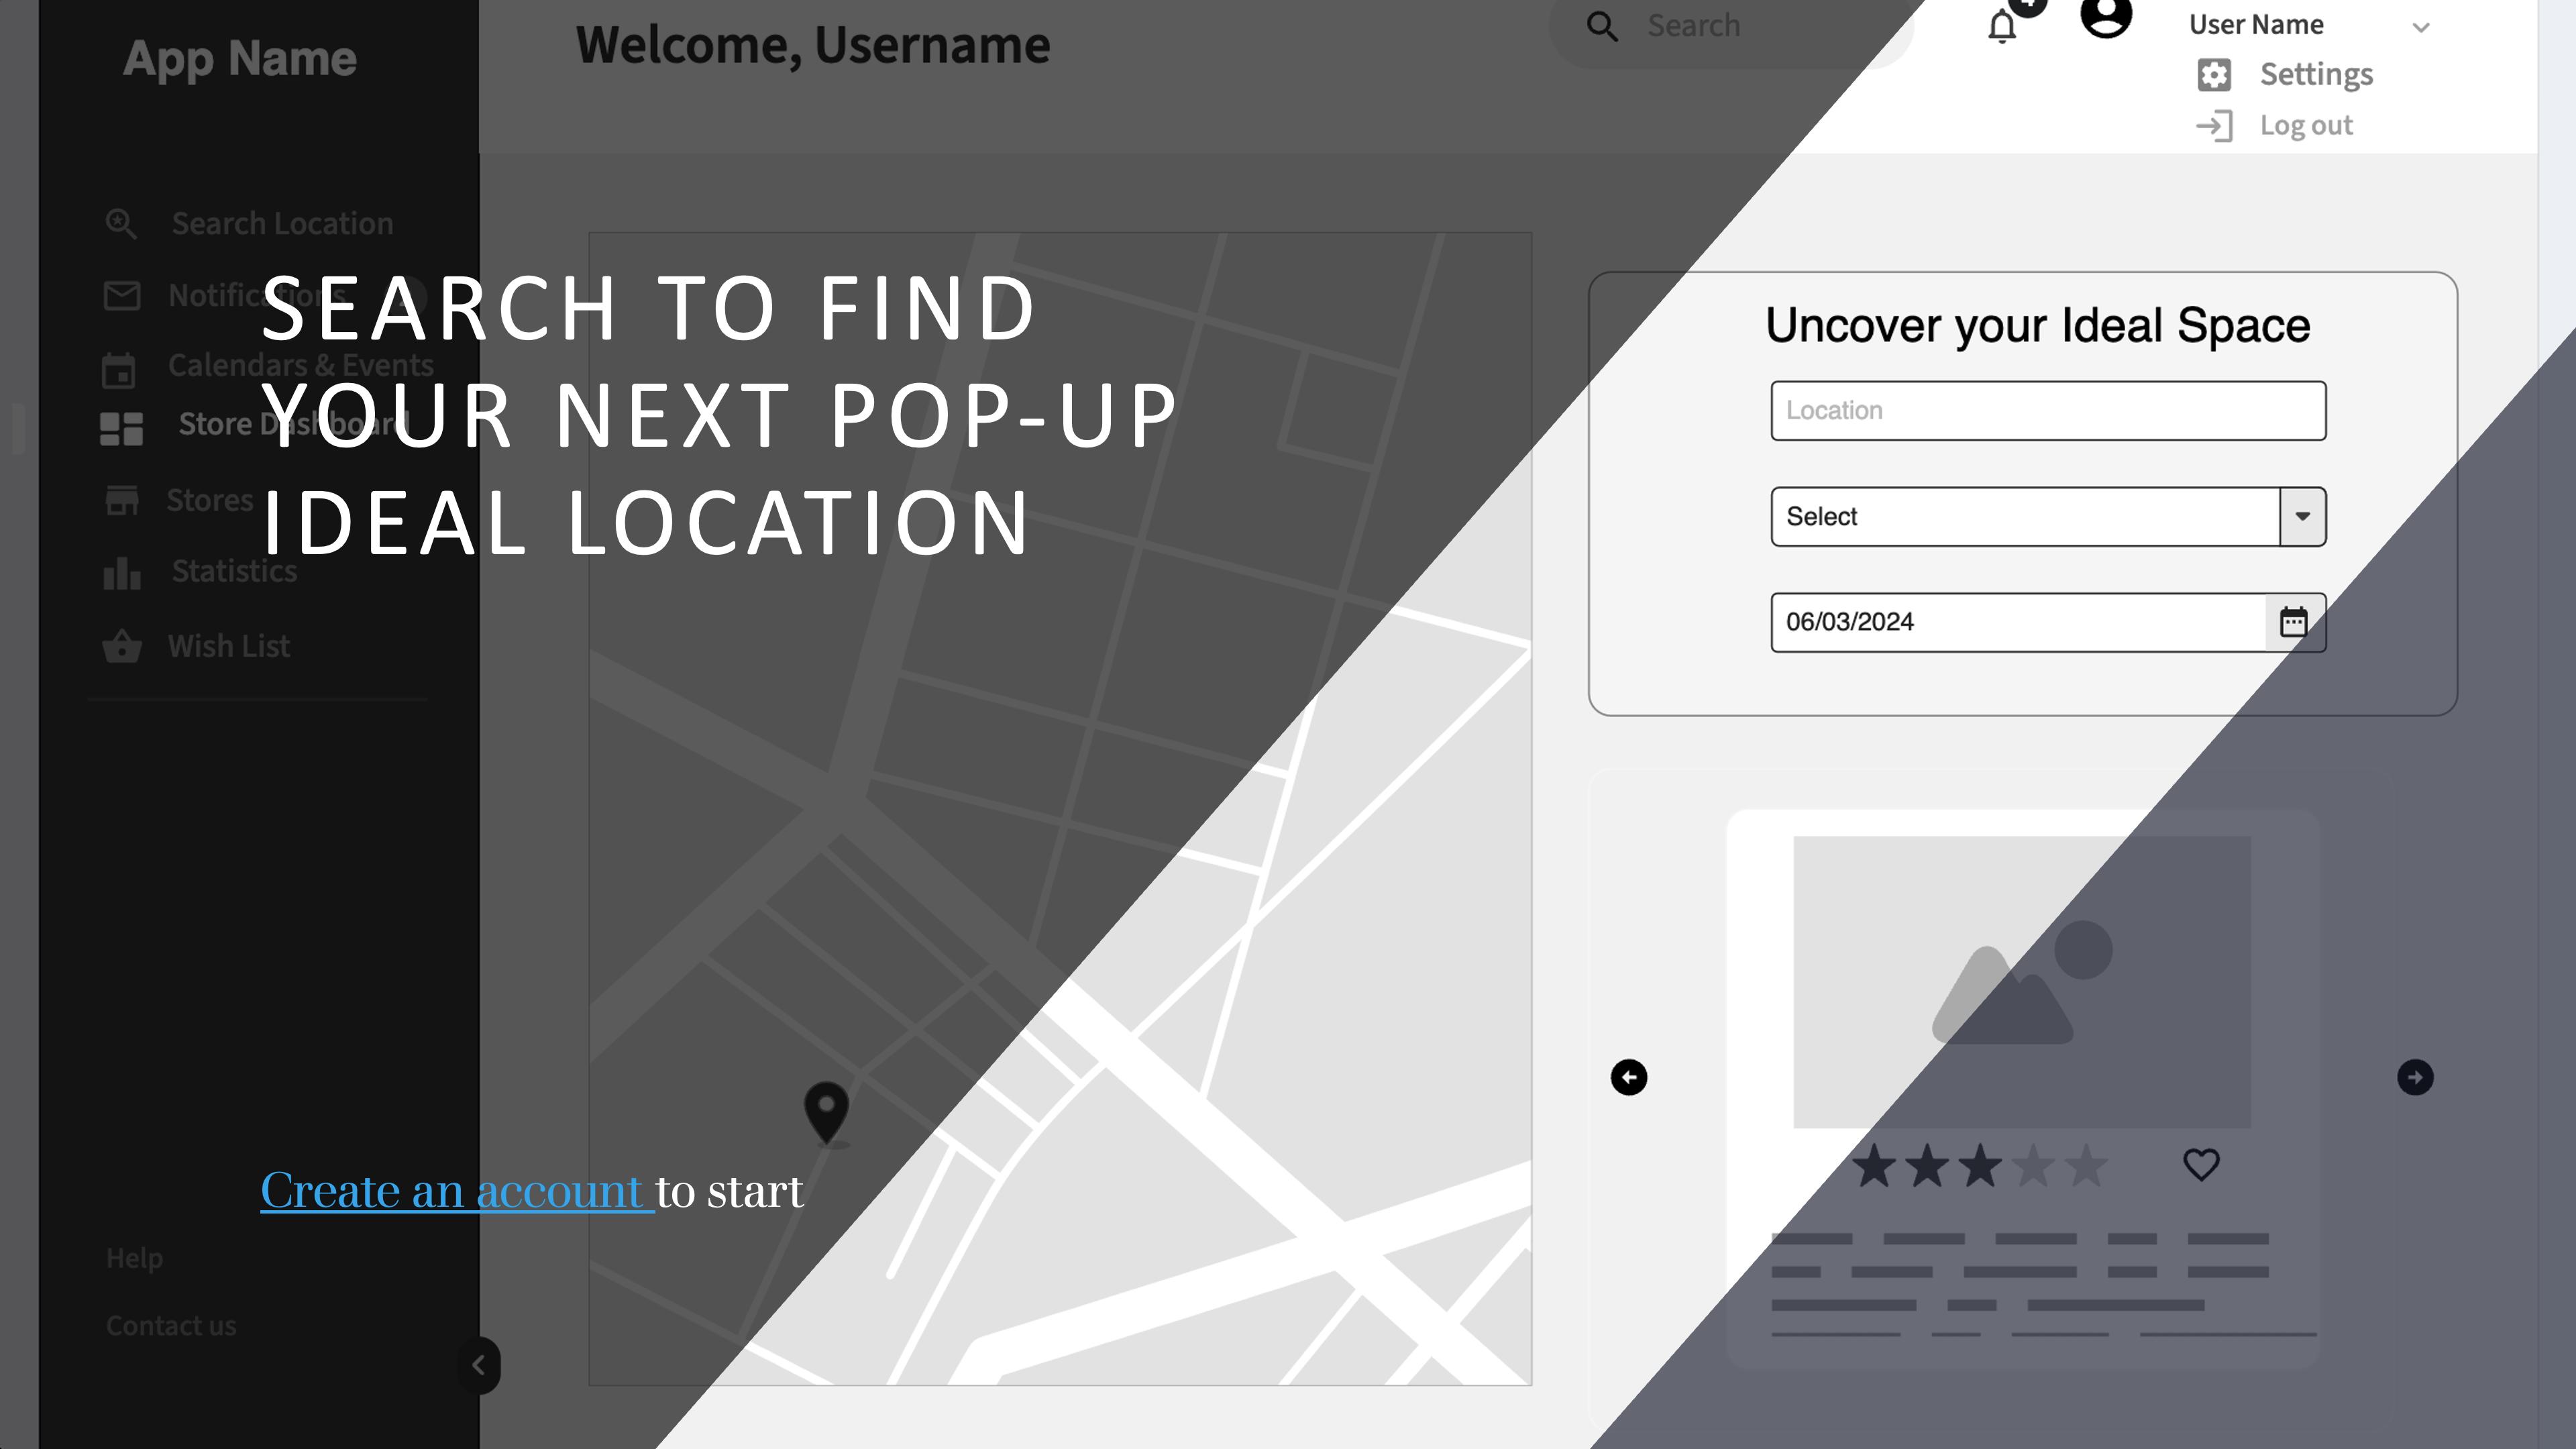 App Name
Welcome, Username
Search
User Name
Settings
Log out
Search Location
Notifications
Calendars & Events
Store Dashboard
Stores
Statistics
Wish List
SEARCH TO FIND
YOUR NEXT POP-UP
IDEAL LOCATION
Uncover your Ideal Space
Location
Select
06/03/2024
Create an account to start
Help
Contact us